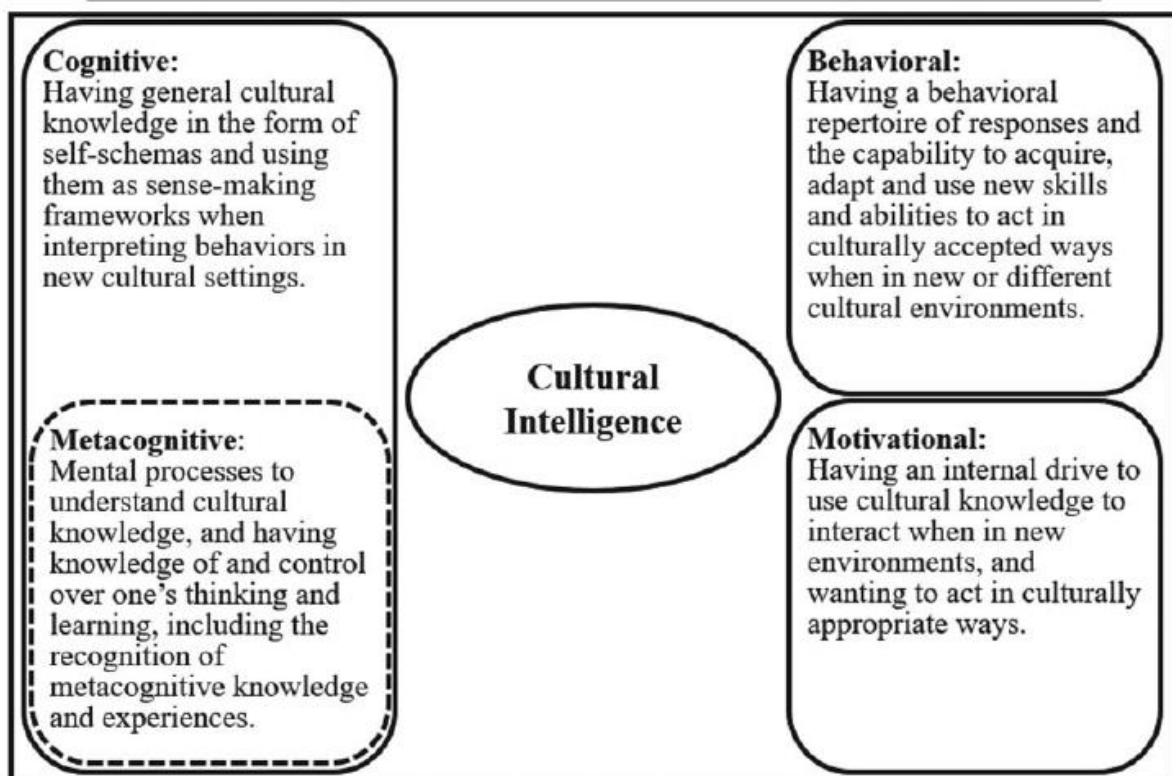 Cognitive:
Having general cultural
knowledge in the form of
self-schemas and using
them as sense-making
frameworks when
interpreting behaviors in
new cultural settings.
Metacognitive:
Mental processes to
understand cultural
knowledge, and having
knowledge of and control
over one's thinking and
learning, including the
recognition of
metacognitive knowledge
and experiences.
Cultural
Intelligence
Behavioral:
Having a behavioral
repertoire of responses and
the capability to acquire,
adapt and use new skills
and abilities to act in
culturally accepted ways
when in new or different
cultural environments.
Motivational:
Having an internal drive to
use cultural knowledge to
interact when in new
environments, and
wanting to act in culturally
appropriate ways.